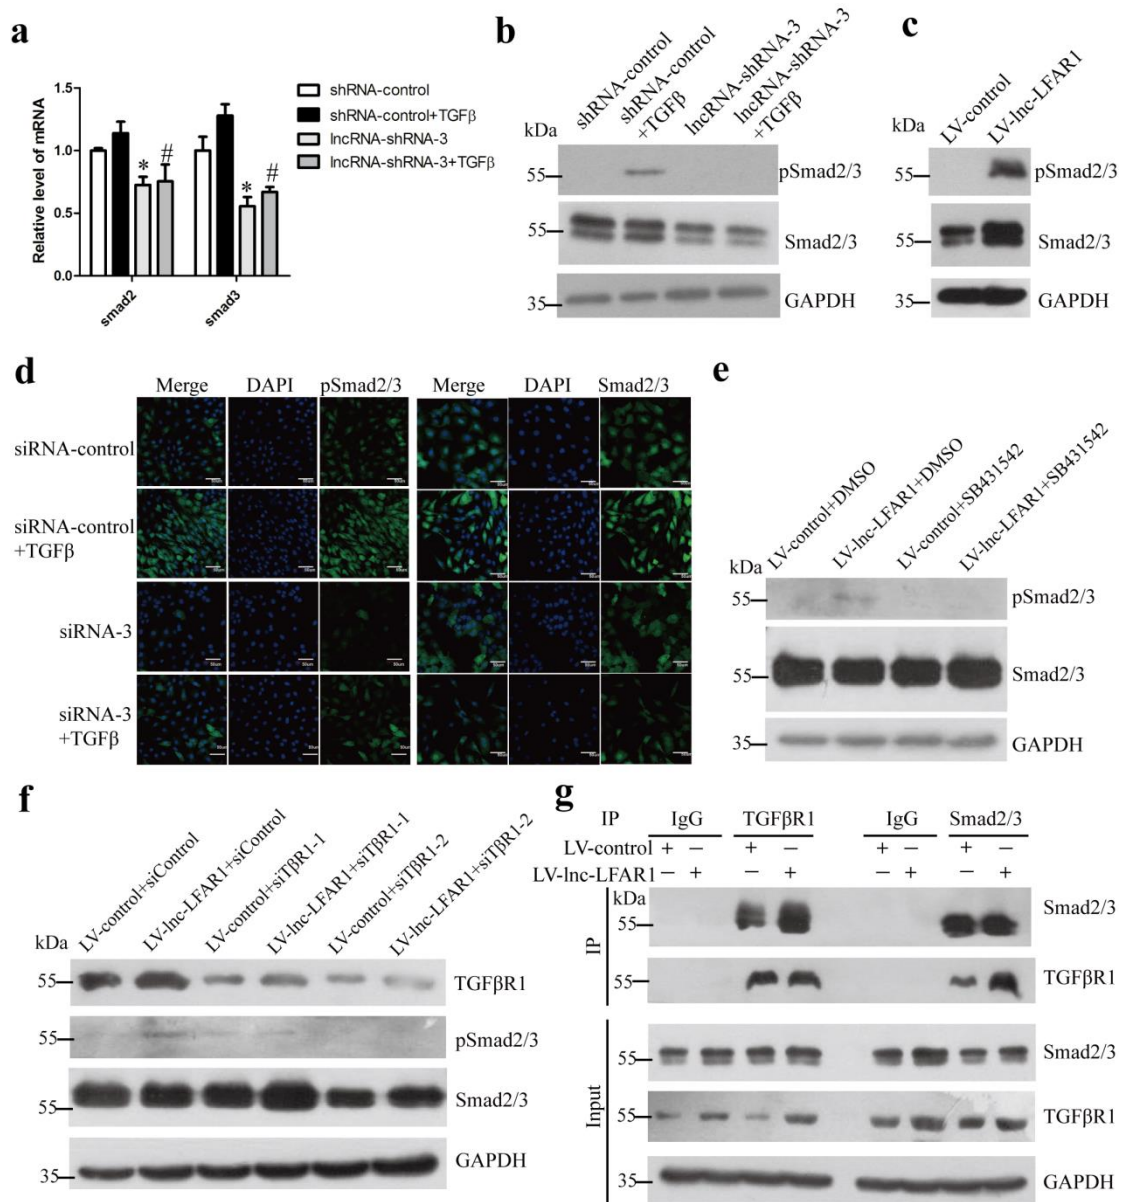 a
Relative level of mRNA
1.5
1.0
0.5
0.0
* #
* #
smad2
smad3
shRNA-control
shRNA-control+TGFβ
lncRNA-shRNA-3
lncRNA-shRNA-3+TGFβ
b
shRNA-control
shRNA-control
+TGFβ
lncRNA-shRNA-3
lncRNA-shRNA-3
+TGFβ
kDa
55
pSmad2/3
55
Smad2/3
35
GAPDH
c
LV-control
LV-lnc-LFAR1
kDa
55
pSmad2/3
55
Smad2/3
35
GAPDH
d
Merge DAPI pSmad2/3 Merge DAPI Smad2/3
siRNA-control
siRNA-control
+TGFβ
siRNA-3
siRNA-3
+TGFβ
e
LV-control+DMSO
LV-lnc-LFAR1+DMSO
LV-control+SB431542
LV-lnc-LFAR1+SB431542
kDa
55
pSmad2/3
55
Smad2/3
35
GAPDH
f
LV-control+siControl
LV-lnc-LFAR1+siControl
LV-control+siTβR1-1
LV-lnc-LFAR1+siTβR1-1
LV-control+siTβR1-2
LV-lnc-LFAR1+siTβR1-2
kDa
55
TGFβR1
55
pSmad2/3
55
Smad2/3
35
GAPDH
g
IP IgG TGFβR1 IgG Smad2/3
LV-control + − + − + − + −
LV-lnc-LFAR1 − + − + − + − +
kDa
IP
55
Smad2/3
55
TGFβR1
Input
55
Smad2/3
55
TGFβR1
35
GAPDH